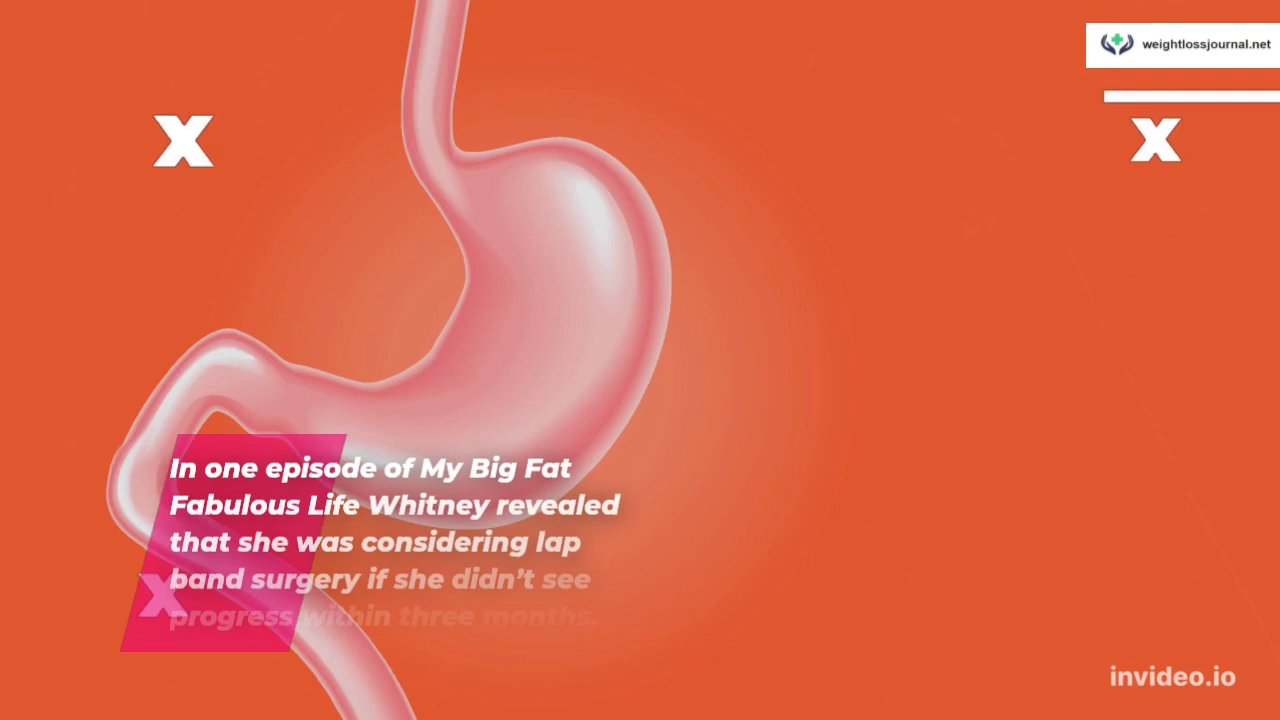 weightlossjournal.net
X
X
In one episode of My Big Fat
Fabulous Life Whitney revealed
that she was considering lap
band surgery if she didn’t see
progress within three months.
X
invideo.io